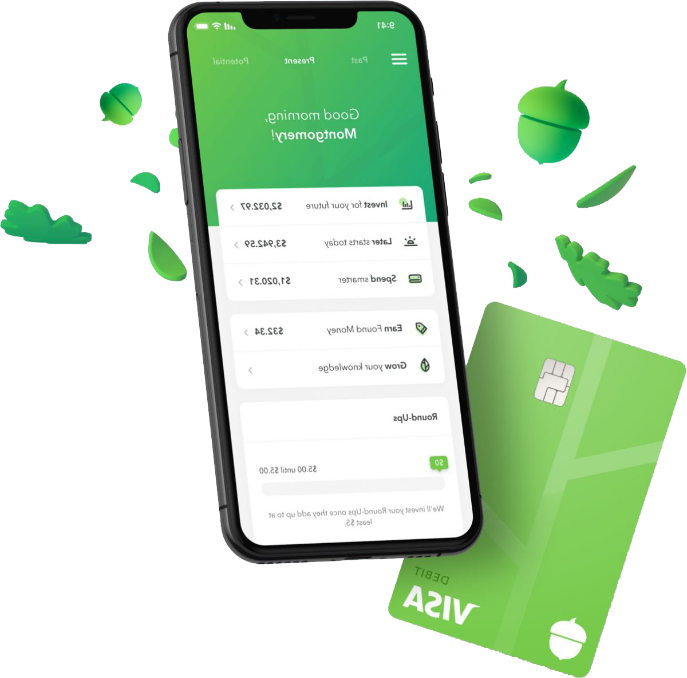 9:41
Past Present Potential
Good morning,
Montgomery!
Invest for your future $2,032.97
Later starts today $3,942.59
Spend smarter $1,020.31
Earn Found Money $32.34
Grow your knowledge
Round-Ups
$0
$5.00 until $5.00
We'll invest your Round-Ups once they add up to at
least $5.
DEBIT
VISA